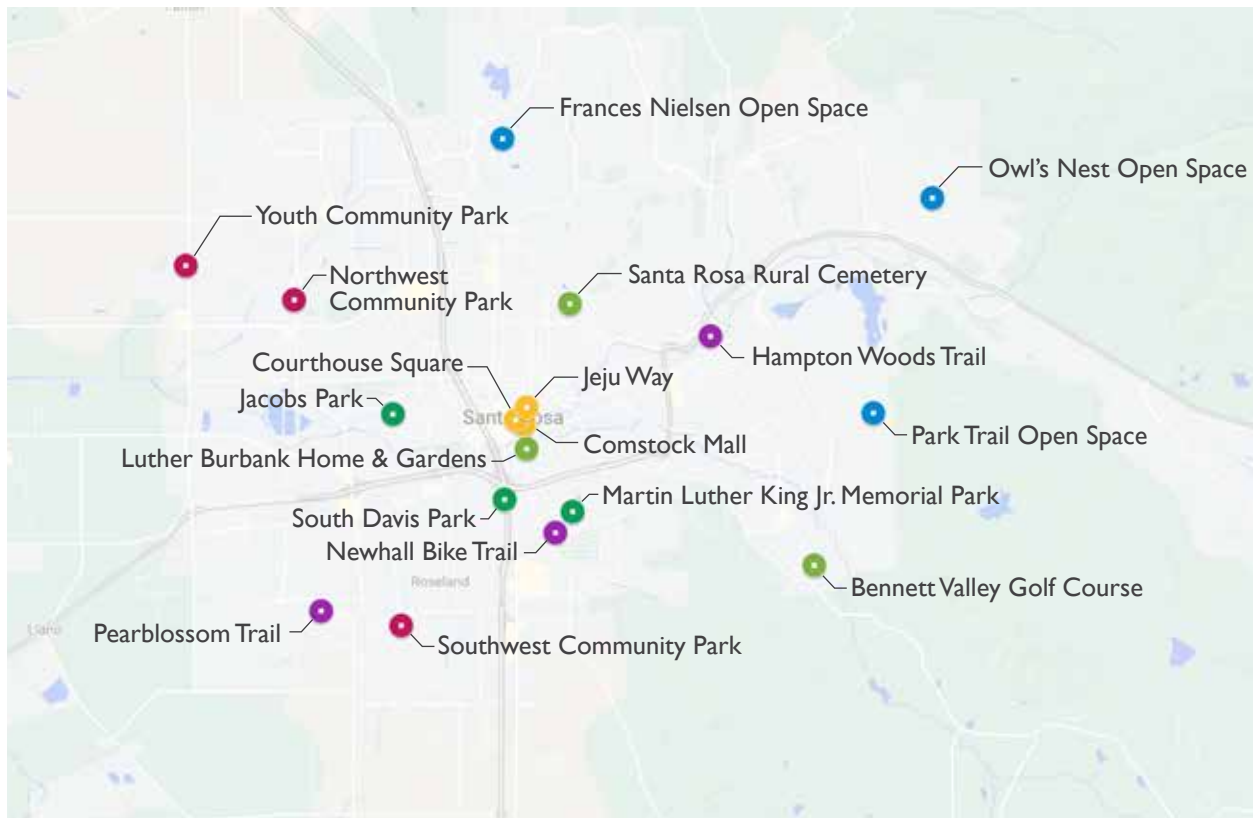 Frances Nielsen Open Space
Owl's Nest Open Space
Youth Community Park
Northwest
Community Park
Santa Rosa Rural Cemetery
Hampton Woods Trail
Courthouse Square
Jeju Way
Jacobs Park
Santa Rosa
Comstock Mall
Park Trail Open Space
Luther Burbank Home & Gardens
Martin Luther King Jr. Memorial Park
South Davis Park
Newhall Bike Trail
Roseland
Bennett Valley Golf Course
Llano
Pearblossom Trail
Southwest Community Park